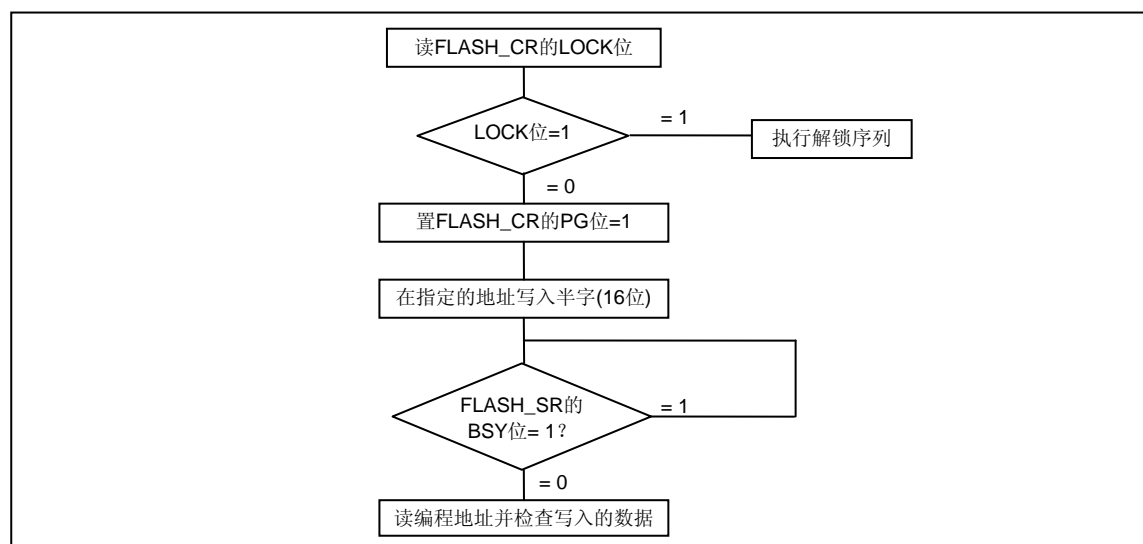 读FLASH_CR的LOCK位
LOCK位=1
= 1
执行解锁序列
= 0
置FLASH_CR的PG位=1
在指定的地址写入半字(16位)
FLASH_SR的
BSY位= 1？
= 1
= 0
读编程地址并检查写入的数据